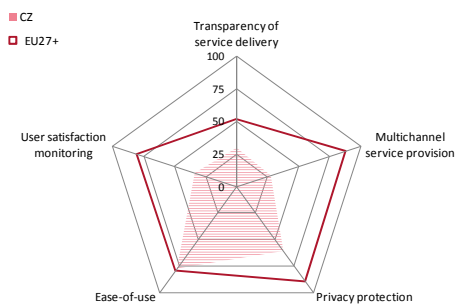 CZ
EU27+
Transparency of
service delivery
100
75
50
25
0
User satisfaction
monitoring
Multichannel
service provision
Ease-of-use
Privacy protection